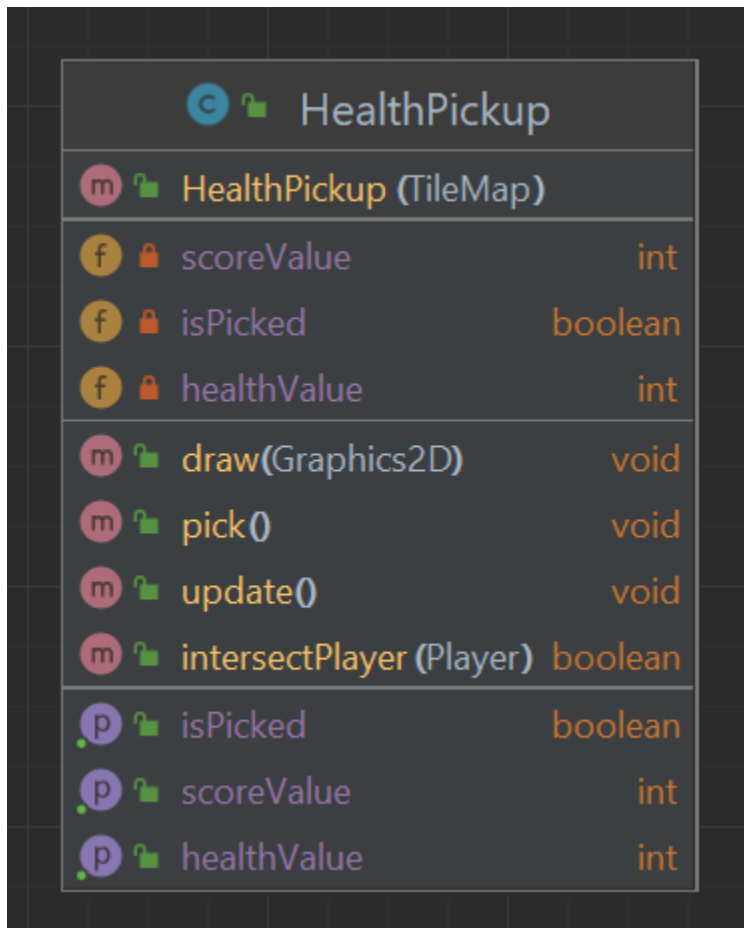 C HealthPickup
m HealthPickup (TileMap)
f scoreValue int
f isPicked boolean
f healthValue int
m draw(Graphics2D) void
m pick() void
m update() void
m intersectPlayer (Player) boolean
p isPicked boolean
p scoreValue int
p healthValue int